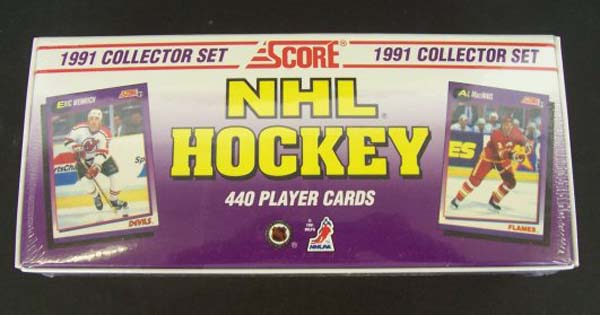 1991 COLLECTOR SET
SCORE®
1991 COLLECTOR SET
NHL®
HOCKEY
440 PLAYER CARDS
ERIC WEINRICH
SCORE
DEVILS
AL MACINNIS
SCORE
ES
FLAMES
NHLPA